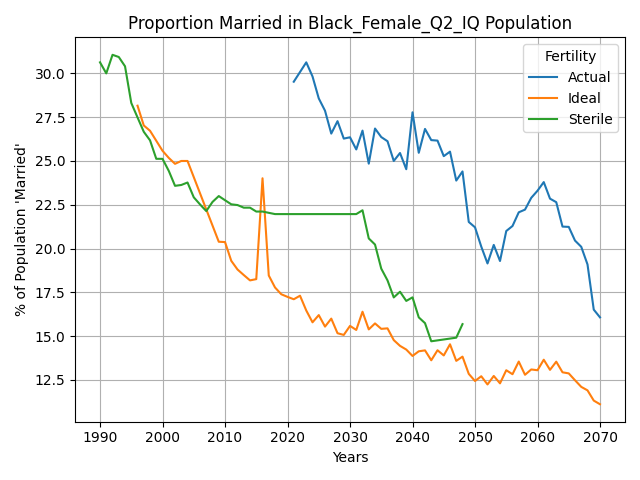 Proportion Married in Black_Female_Q2_IQ Population
Fertility
Actual
Ideal
Sterile
% of Population 'Married'
30.0
27.5
25.0
22.5
20.0
17.5
15.0
12.5
1990 2000 2010 2020 2030 2040 2050 2060 2070
Years